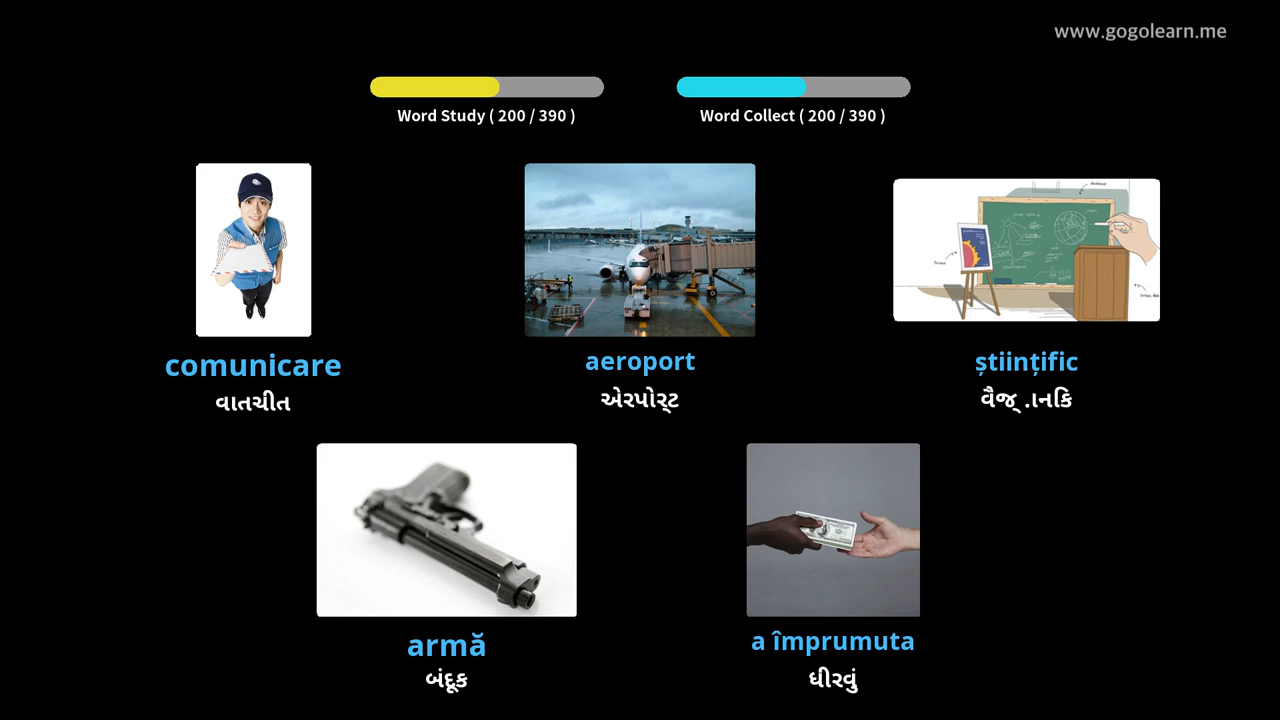 www.gogolearn.me
Word Study ( 200 / 390 )
Word Collect ( 200 / 390 )
comunicare
aeroport
științific
વાતચીત
એરપોર્ટ
વૈજ્ .ાનિક
armă
a împrumuta
બંદૂક
ધીરવું